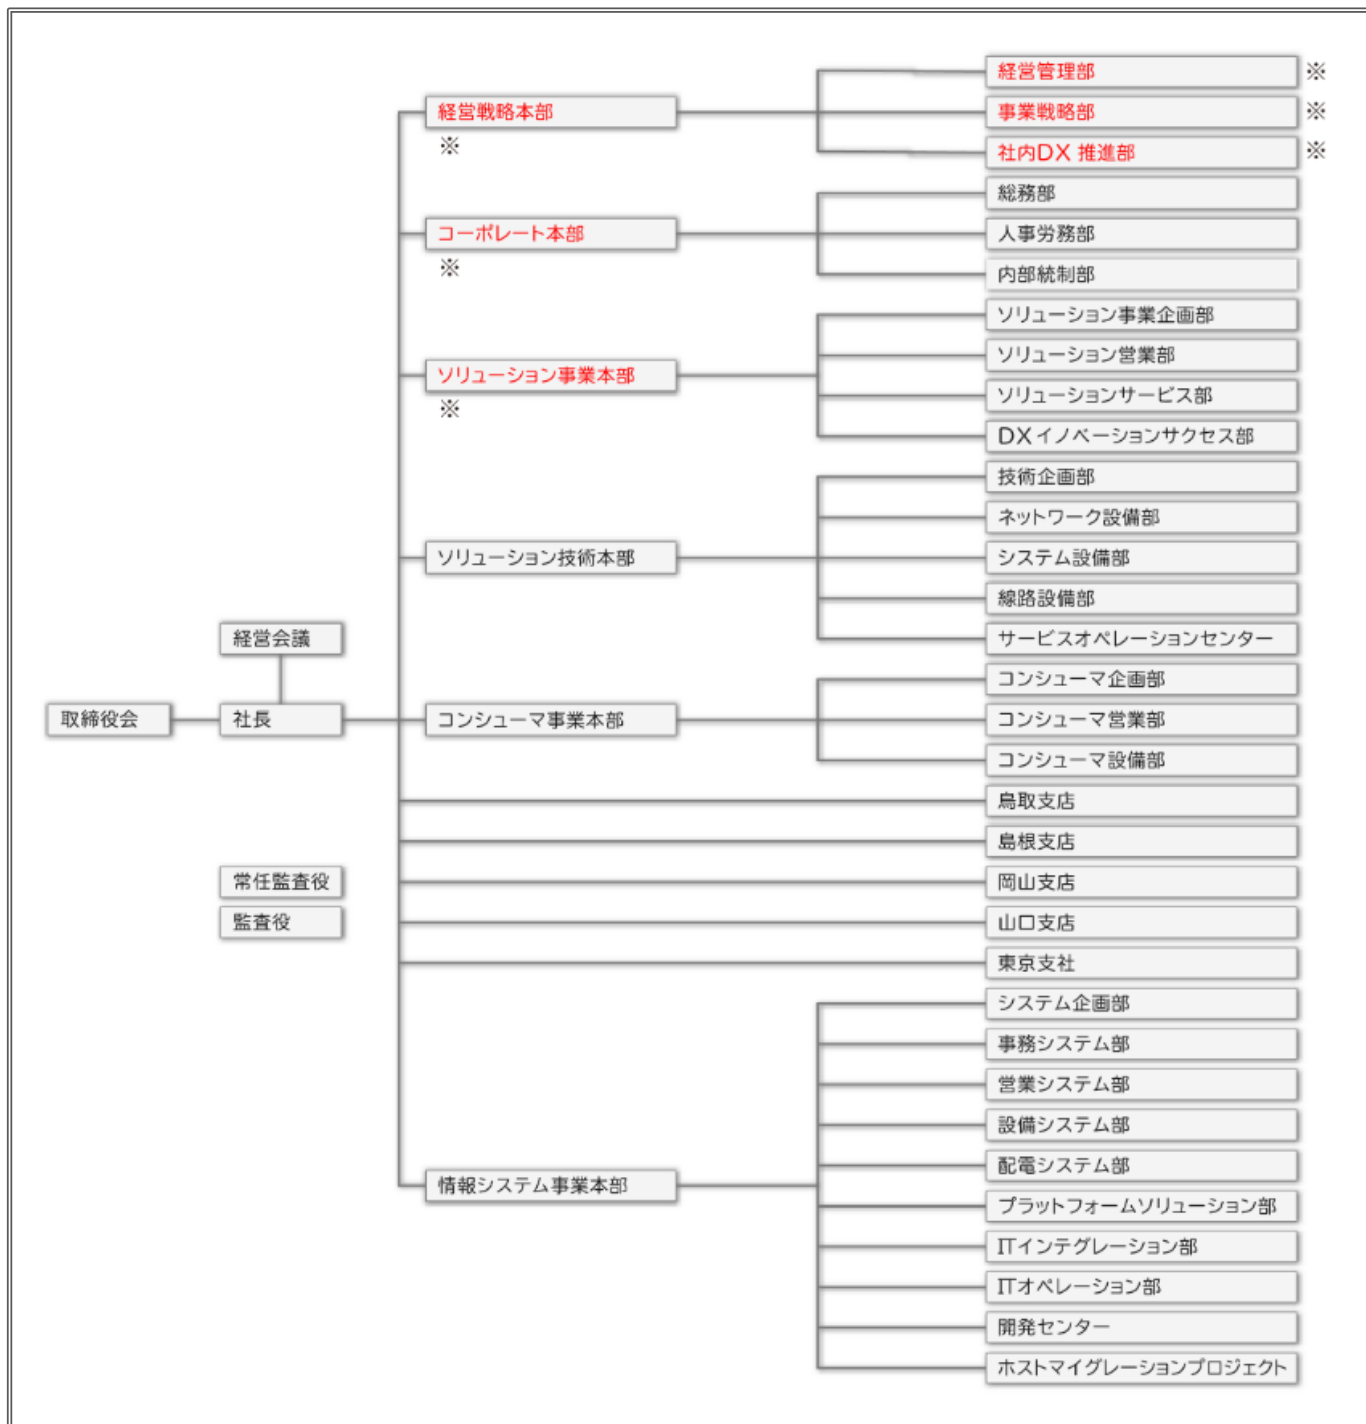 経営管理部 ※
経営戦略本部
事業戦略部 ※
※
社内DX 推進部 ※
総務部
コーポレート本部
人事労務部
※
内部統制部
ソリューション事業企画部
ソリューション営業部
ソリューション事業本部
ソリューションサービス部
※
DXイノベーションサクセス部
技術企画部
ネットワーク設備部
ソリューション技術本部
システム設備部
線路設備部
経営会議
サービスオペレーションセンター
コンシューマ企画部
取締役会
社長
コンシューマ事業本部
コンシューマ営業部
コンシューマ設備部
鳥取支店
島根支店
常任監査役
岡山支店
監査役
山口支店
東京支社
システム企画部
事務システム部
営業システム部
設備システム部
配電システム部
情報システム事業本部
プラットフォームソリューション部
ITインテグレーション部
ITオペレーション部
開発センター
ホストマイグレーションプロジェクト